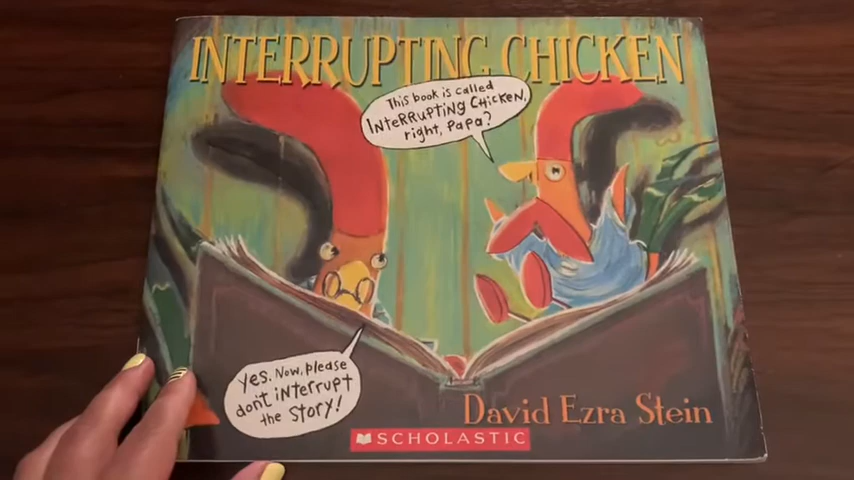 INTERRUPTING CHICKEN
This book is called
INTERRUPTING CHICKEN,
right, Papa?
Yes. Now, please
don't interrupt
the story!
David Ezra Stein
SCHOLASTIC